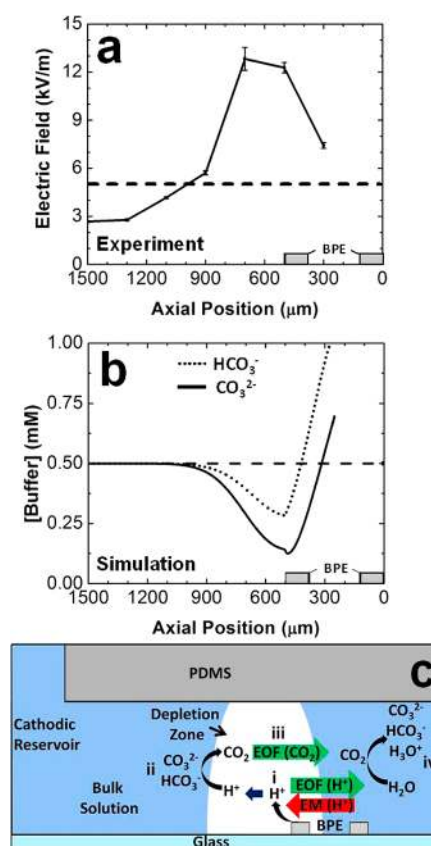 a
Electric Field (kV/m)
15
12
9
6
3
0
Experiment
BPE
1500 1200 900 600 300 0
Axial Position (μm)
b
[Buffer] (mM)
1.00
0.75
0.50
0.25
0.00
HCO₃⁻
CO₃²⁻
Simulation
BPE
1500 1200 900 600 250 0
Axial Position (μm)
c
PDMS
Cathodic
Reservoir
Depletion
Zone
iii
CO₂ EOF (CO₂)
CO₃²⁻
HCO₃⁻
H₃O⁺
iv
CO₂
H₂O
ii
CO₃²⁻
HCO₃⁻
H⁺
i
H⁺
EOF (H⁺)
EM (H⁺)
Bulk
Solution
BPE
Glass